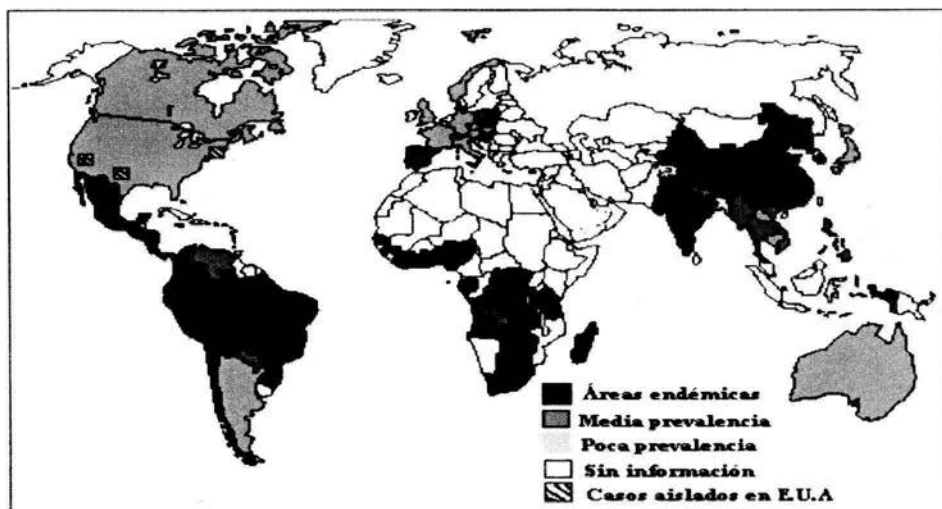 Áreas endémicas
Media prevalencia
Poca prevalencia
Sin información
Casos aislados en E.U.A